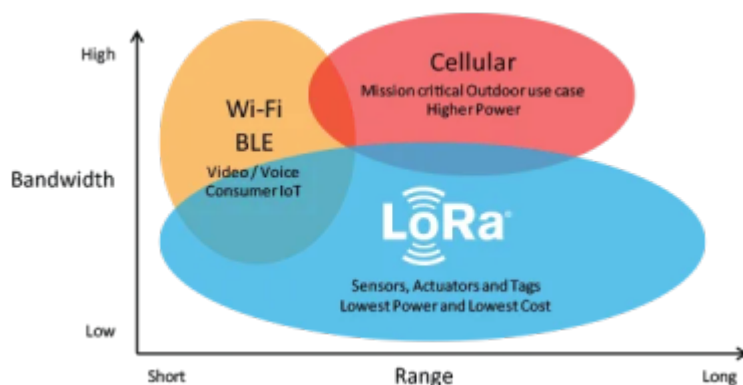 High
Bandwidth
Low
Wi-Fi
BLE
Video / Voice
Consumer IoT
Cellular
Mission critical Outdoor use case
Higher Power
LoRa®
Sensors, Actuators and Tags
Lowest Power and Lowest Cost
Short
Range
Long